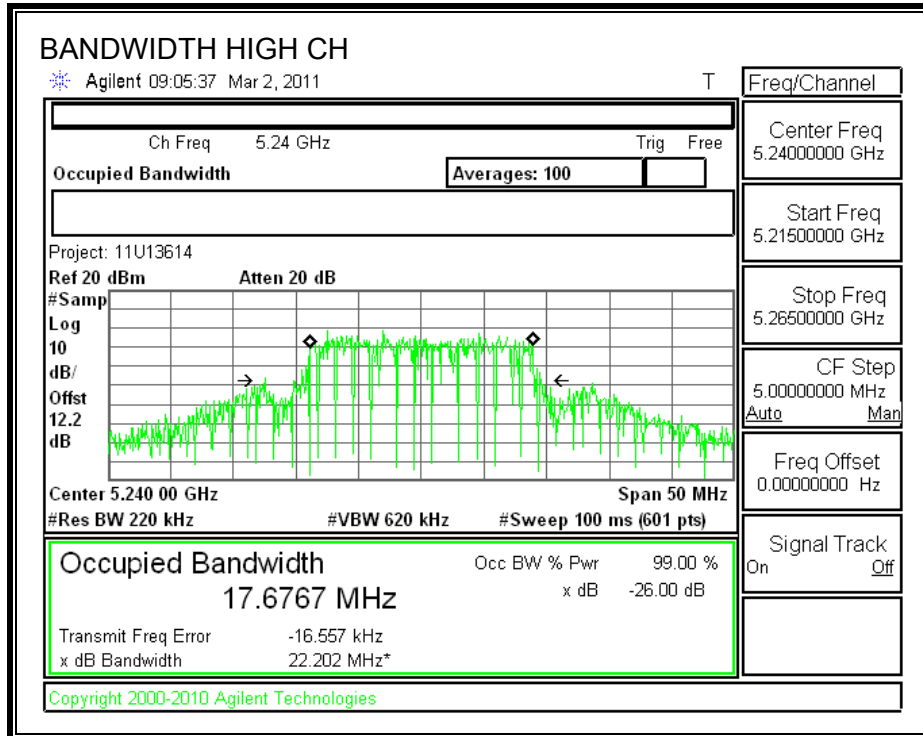 BANDWIDTH HIGH CH
Agilent 09:05:37 Mar 2, 2011 T
Freq/Channel
Ch Freq 5.24 GHz Trig Free
Occupied Bandwidth Averages: 100
Project: 11U13614
Ref 20 dBm Atten 20 dB
#Samp
Log
10
dB/
Offst
12.2
dB
Center 5.240 00 GHz Span 50 MHz
#Res BW 220 kHz #VBW 620 kHz #Sweep 100 ms (601 pts)
Occupied Bandwidth Occ BW % Pwr 99.00 %
17.6767 MHz x dB -26.00 dB
Transmit Freq Error -16.557 kHz
x dB Bandwidth 22.202 MHz*
Copyright 2000-2010 Agilent Technologies
Center Freq
5.24000000 GHz
Start Freq
5.21500000 GHz
Stop Freq
5.26500000 GHz
CF Step
5.00000000 MHz
Auto Man
Freq Offset
0.00000000 Hz
Signal Track
On Off